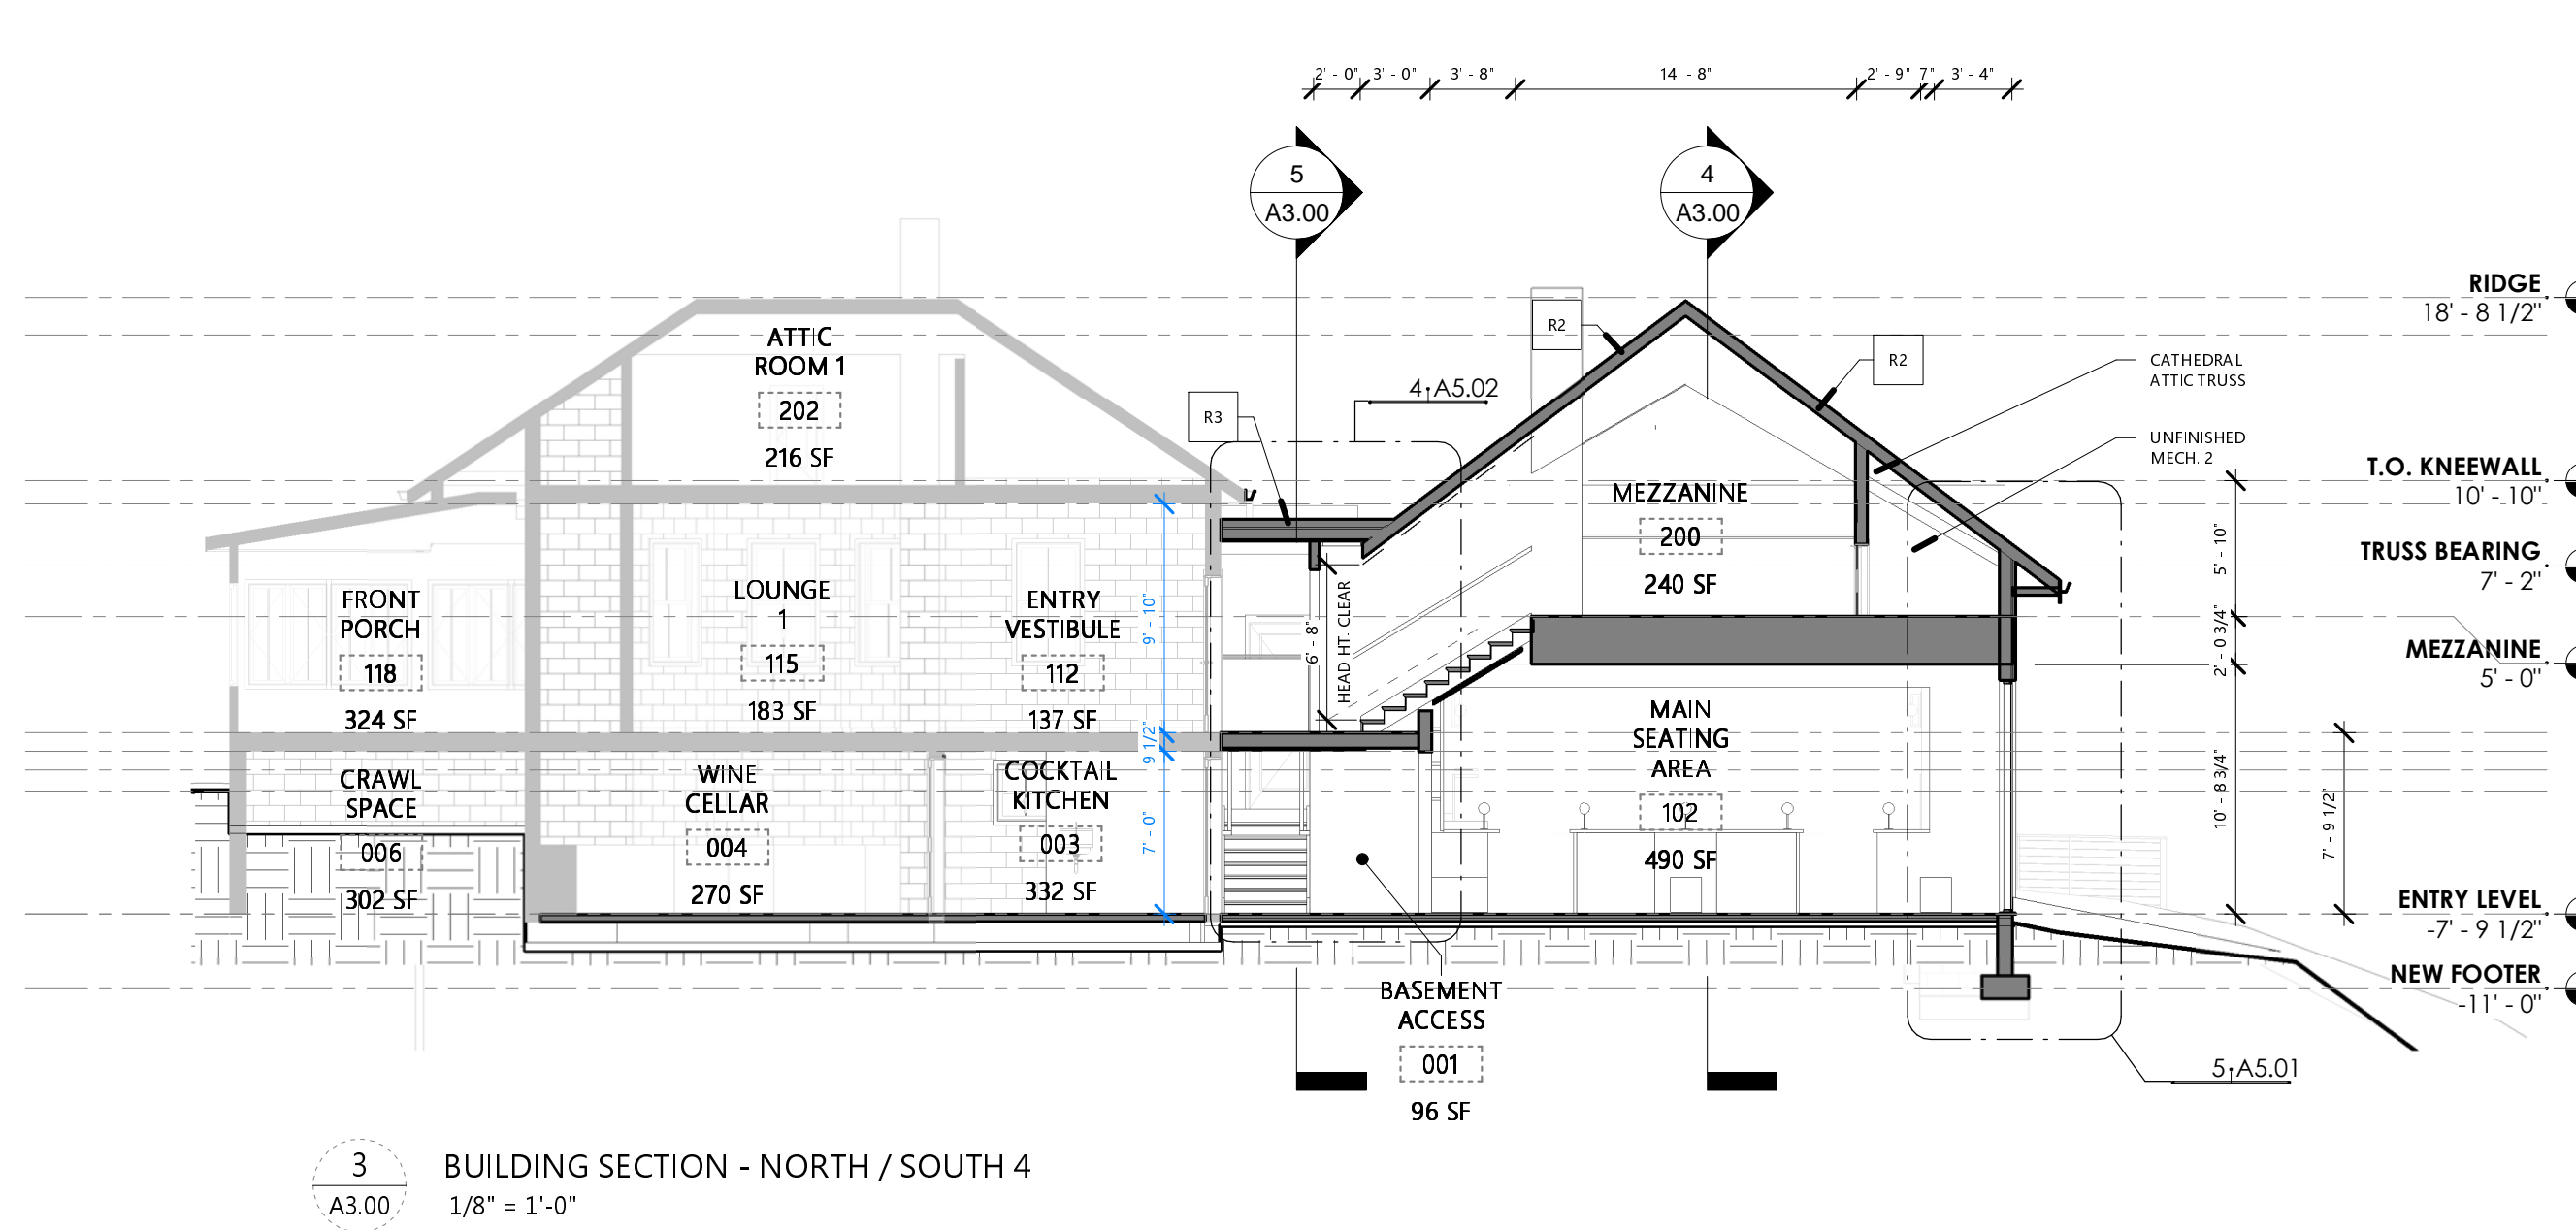 2' - 0"
3' - 0"
3' - 8"
14' - 8"
2' - 9"
7"
3' - 4"
5
A3.00
4
A3.00
RIDGE
18' - 8 1/2"
R2
R2
CATHEDRAL
ATTIC TRUSS
UNFINISHED
MECH. 2
R3
4 A5.02
ATTIC
ROOM 1
202
216 SF
T.O. KNEEWALL
10' - 10"
MEZZANINE
200
240 SF
5' - 10"
TRUSS BEARING
7' - 2"
FRONT
PORCH
118
324 SF
LOUNGE
1
115
183 SF
ENTRY
VESTIBULE
112
137 SF
9' - 10"
6' - 8"
HEAD HT. CLEAR
2' - 0 3/4"
MEZZANINE
5' - 0"
9 1/2"
MAIN
SEATING
AREA
102
490 SF
CRAWL
SPACE
006
302 SF
WINE
CELLAR
004
270 SF
COCKTAIL
KITCHEN
003
332 SF
7' - 0"
10' - 8 3/4"
7' - 9 1/2"
ENTRY LEVEL
-7' - 9 1/2"
NEW FOOTER
-11' - 0"
BASEMENT
ACCESS
001
96 SF
5 A5.01
3
A3.00
BUILDING SECTION - NORTH / SOUTH 4
1/8" = 1'-0"